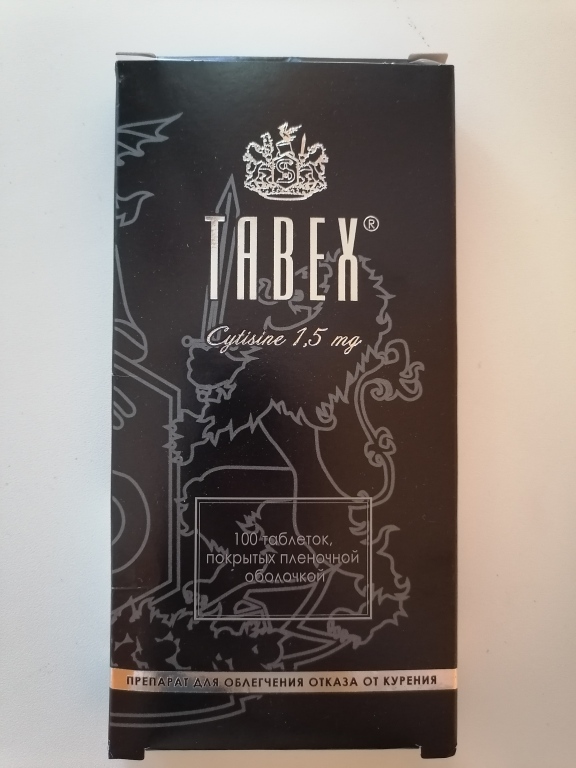 S
TABEX®
Cytisine 1,5 mg
100 таблеток,
покрытых пленочной
оболочкой
ПРЕПАРАТ ДЛЯ ОБЛЕГЧЕНИЯ ОТКАЗА ОТ КУРЕНИЯ